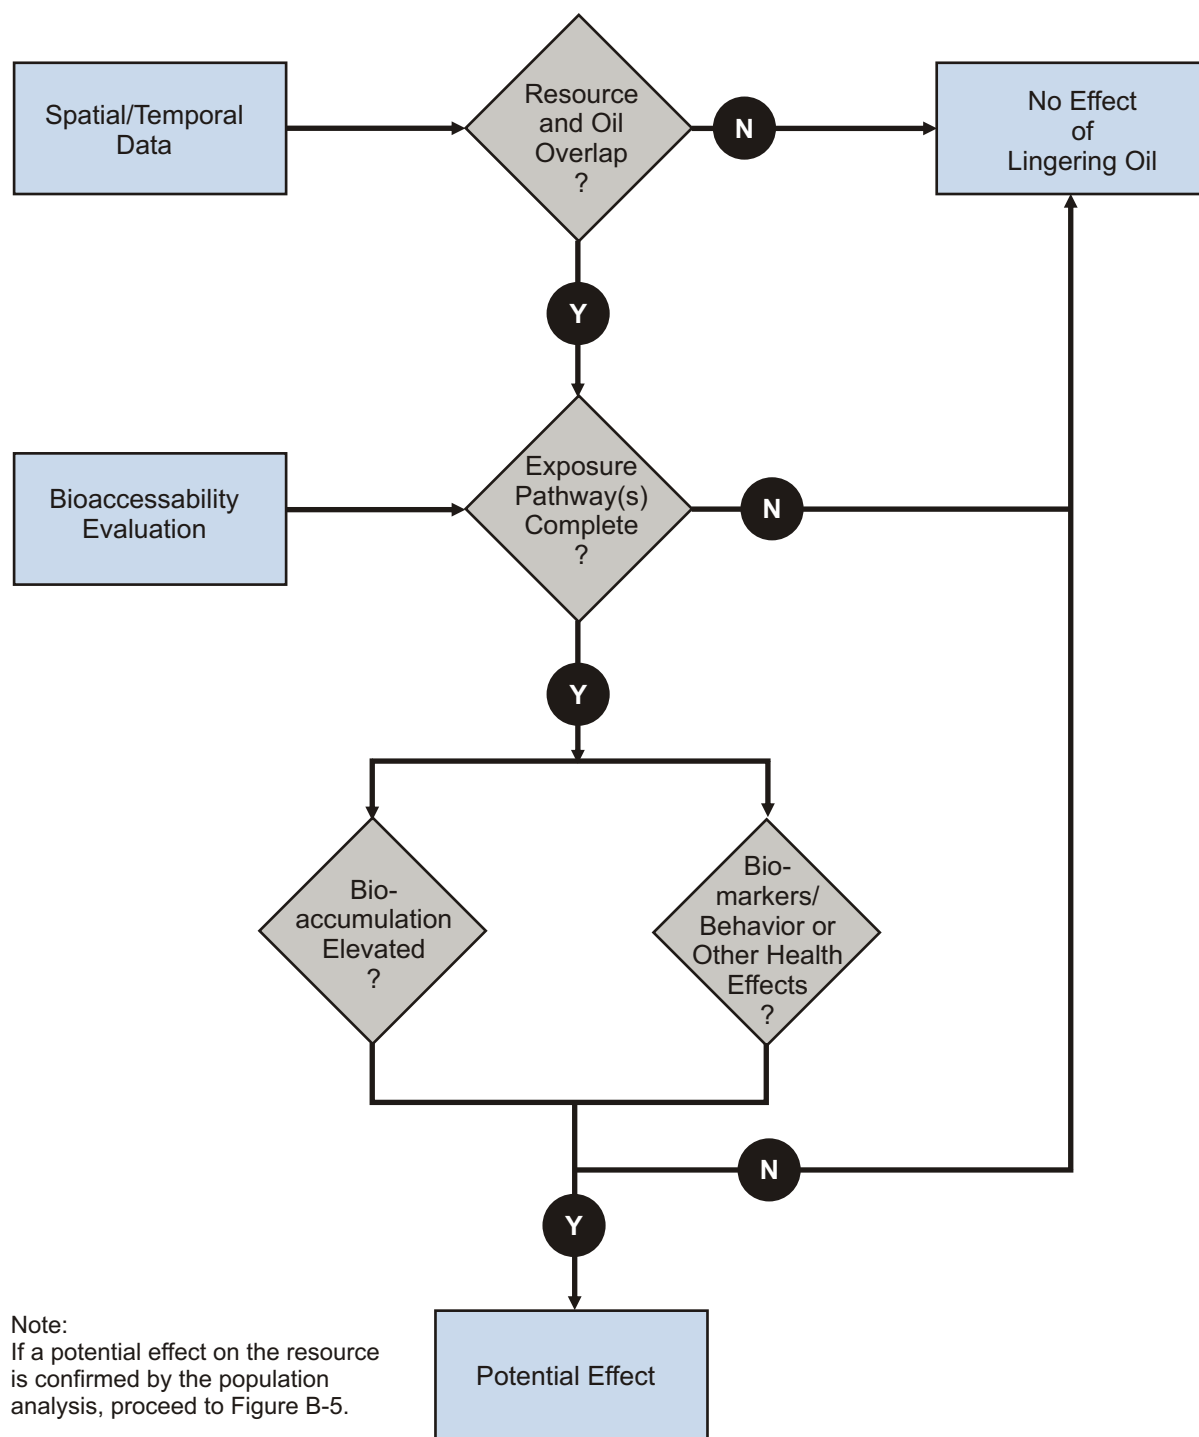 Spatial/Temporal
Data
Resource
and Oil
Overlap
?
N
No Effect
of
Lingering Oil
Y
Bioaccessability
Evaluation
Exposure
Pathway(s)
Complete
?
N
Y
Bio-
accumulation
Elevated
?
Bio-
markers/
Behavior or
Other Health
Effects
?
N
Y
Potential Effect
Note:
If a potential effect on the resource
is confirmed by the population
analysis, proceed to Figure B-5.